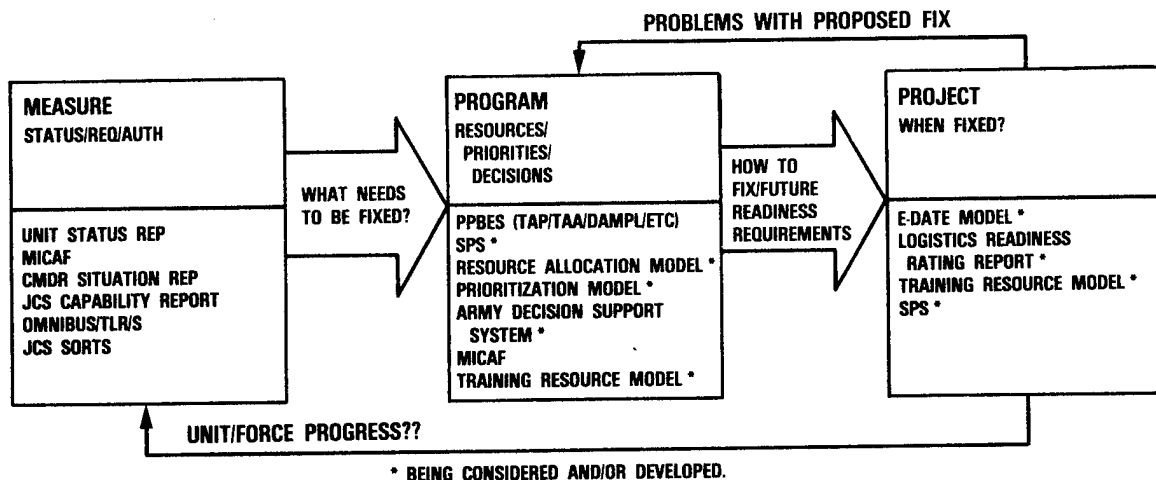 PROBLEMS WITH PROPOSED FIX
MEASURE
STATUS/REQ/AUTH
UNIT STATUS REP
MICAF
CMDR SITUATION REP
JCS CAPABILITY REPORT
OMNIBUS/TLR/S
JCS SORTS
WHAT NEEDS
TO BE FIXED?
PROGRAM
RESOURCES/
PRIORITIES/
DECISIONS
PPBES (TAP/TAA/DAMPL/ETC)
SPS *
RESOURCE ALLOCATION MODEL *
PRIORITIZATION MODEL *
ARMY DECISION SUPPORT
SYSTEM *
MICAF
TRAINING RESOURCE MODEL *
HOW TO
FIX/FUTURE
READINESS
REQUIREMENTS
PROJECT
WHEN FIXED?
E-DATE MODEL *
LOGISTICS READINESS
RATING REPORT *
TRAINING RESOURCE MODEL *
SPS *
UNIT/FORCE PROGRESS??
* BEING CONSIDERED AND/OR DEVELOPED.